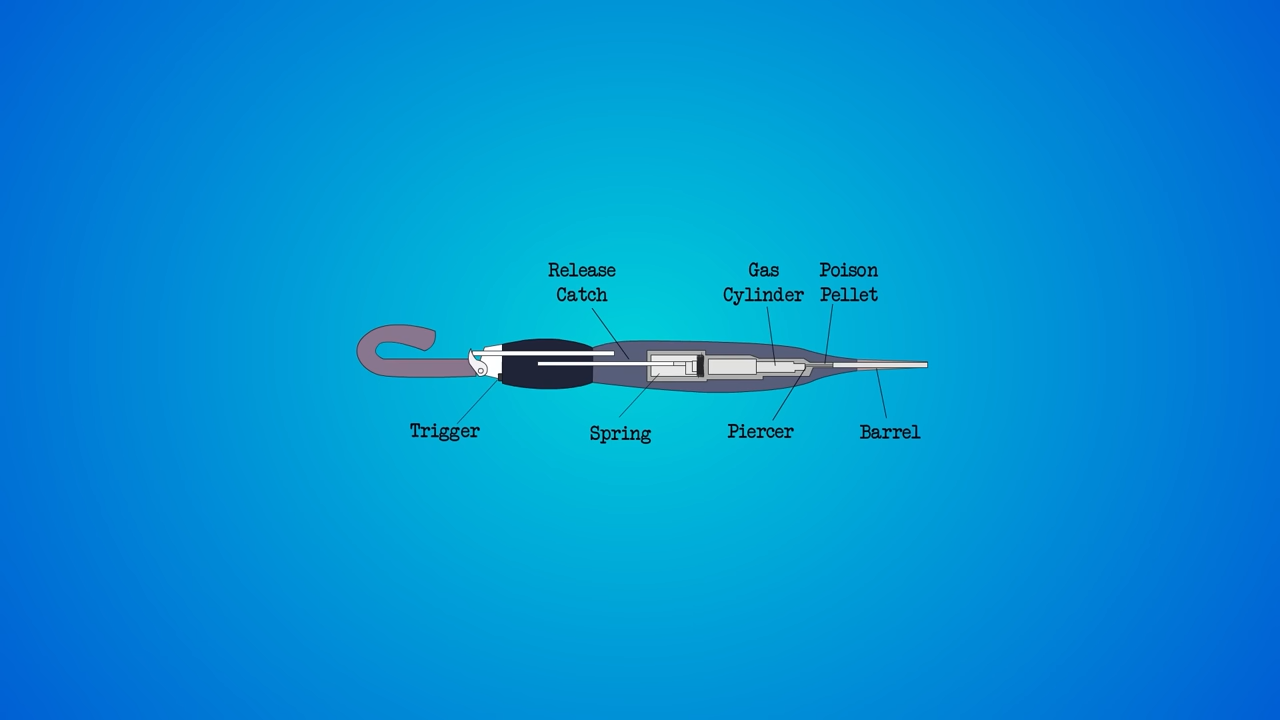 Release
Catch
Gas
Cylinder
Poison
Pellet
Trigger
Spring
Piercer
Barrel